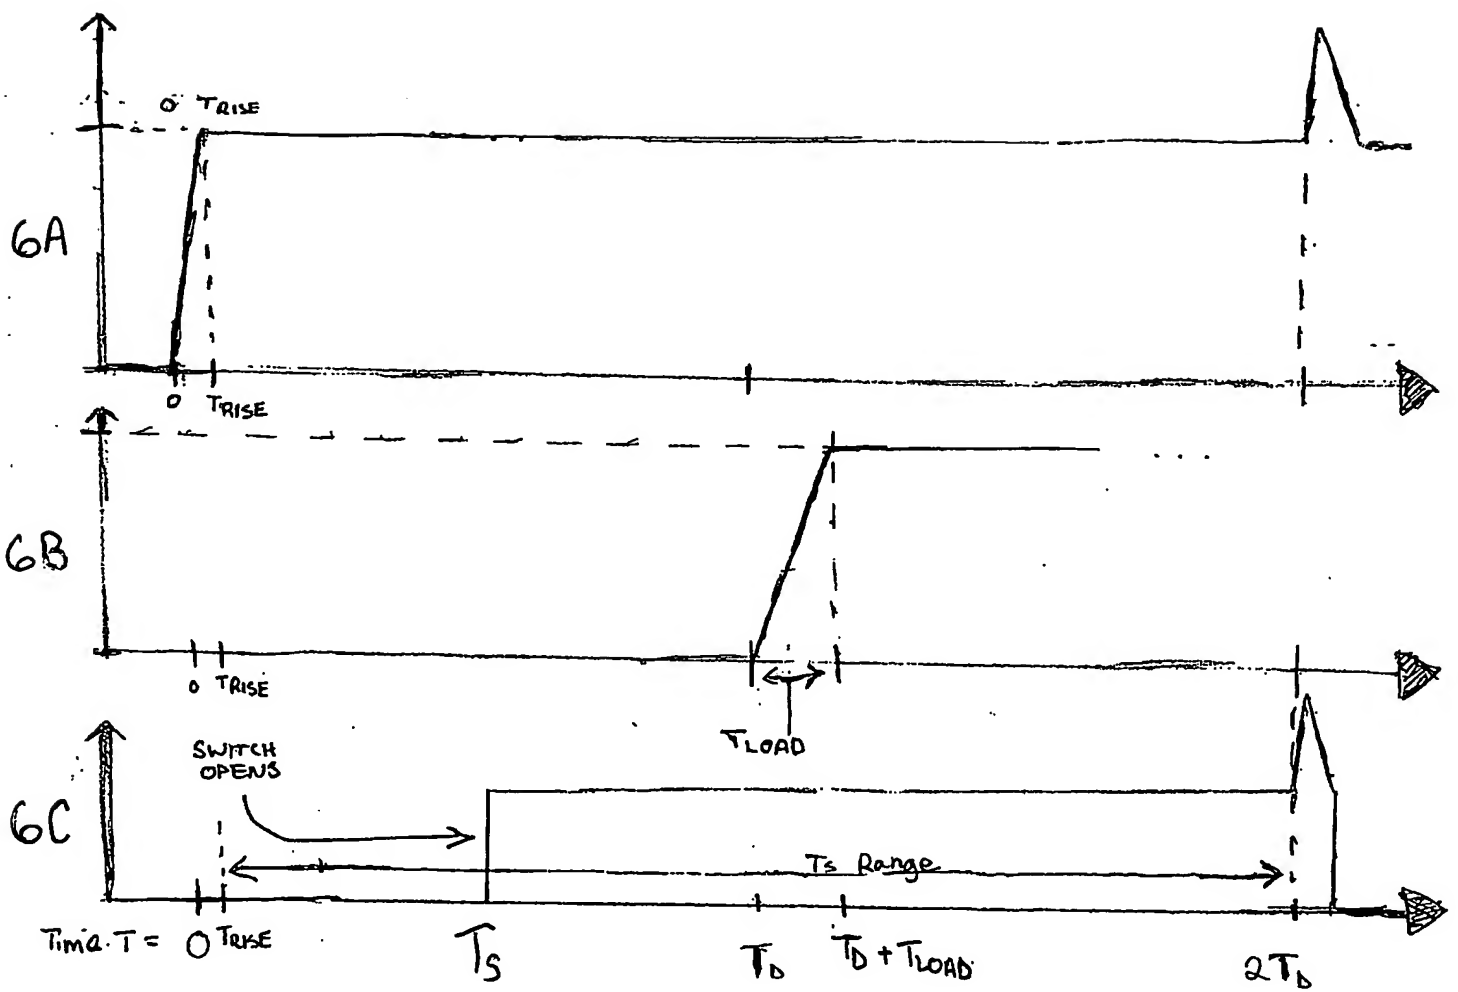 0 TRISE
6A
0 TRISE
6B
...
0 TRISE
TLOAD
SWITCH
OPENS
6C
Ts Range
Time T = 0 TRISE TS TD TD + TLOAD 2TD